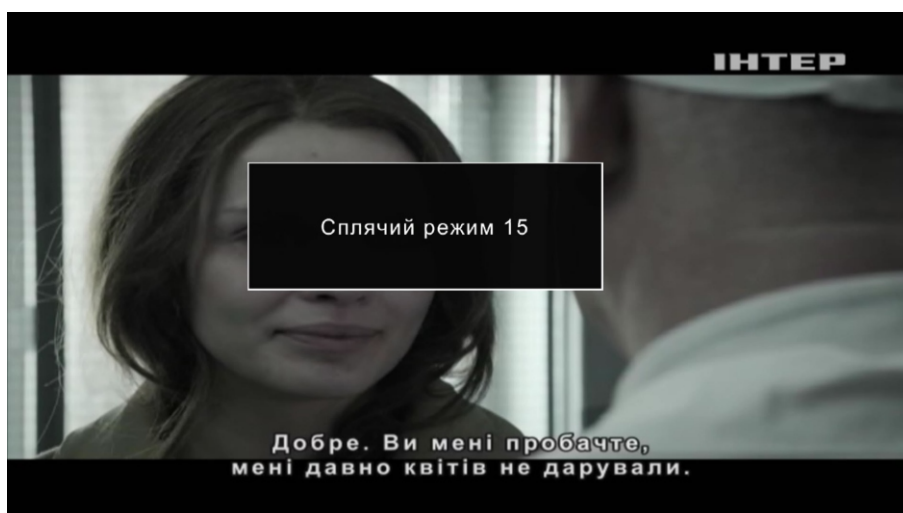 ІНТЕР
Сплячий режим 15
Добре. Ви мені пробачте,
мені давно квітів не дарували.